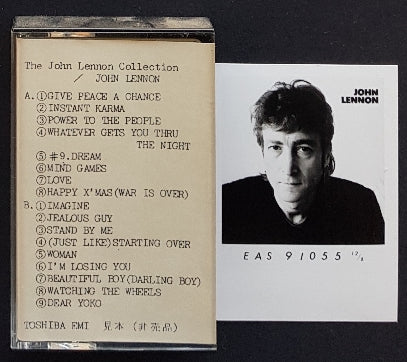 The John Lennon Collection
/ JOHN LENNON
A. ①GIVE PEACE A CHANCE
②INSTANT KARMA
③POWER TO THE PEOPLE
④WHATEVER GETS YOU THRU
THE NIGHT
⑤#9.DREAM
⑥MIND GAMES
⑦LOVE
⑧HAPPY X'MAS(WAR IS OVER)
B. ①IMAGINE
②JEALOUS GUY
③STAND BY ME
④(JUST LIKE)STARTING OVER
⑤WOMAN
⑥I'M LOSING YOU
⑦BEAUTIFUL BOY(DARLING BOY)
⑧WATCHING THE WHEELS
⑨DEAR YOKO
TOSHIBA EMI 見本(非売品)
JOHN
LENNON
EAS 91055